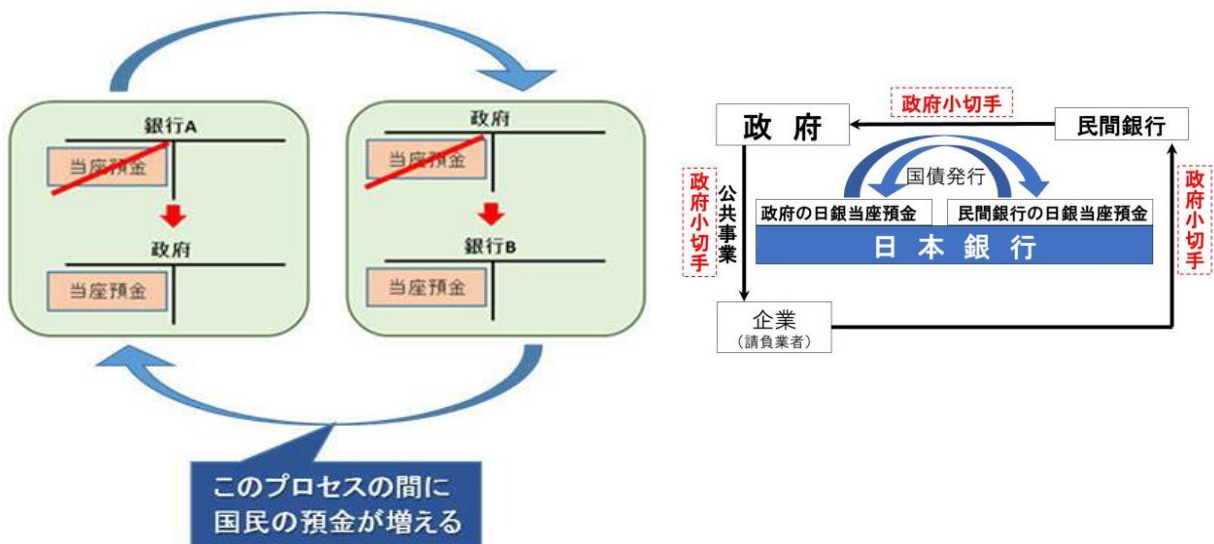 銀行A
当座預金
政府
当座預金
政府
当座預金
銀行B
当座預金
このプロセスの間に
国民の預金が増える
政府小切手
政府
民間銀行
国債発行
政府小切手
公共事業
政府小切手
政府の日銀当座預金
民間銀行の日銀当座預金
日本銀行
企業
(請負業者)